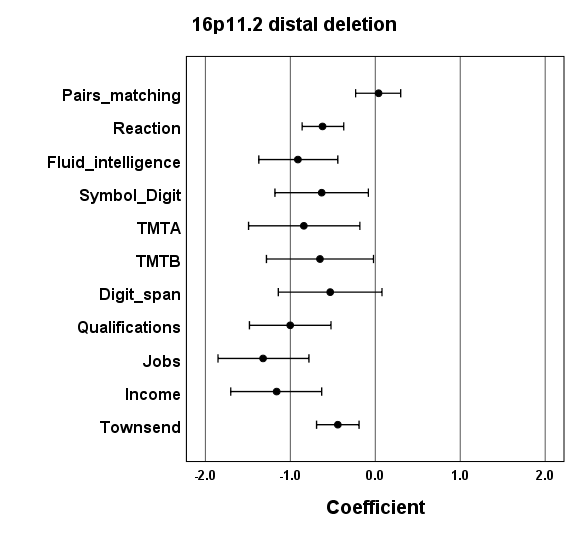 16p11.2 distal deletion
Pairs_matching
Reaction
Fluid_intelligence
Symbol_Digit
TMTA
TMTB
Digit_span
Qualifications
Jobs
Income
Townsend
-2.0 -1.0 0.0 1.0 2.0
Coefficient